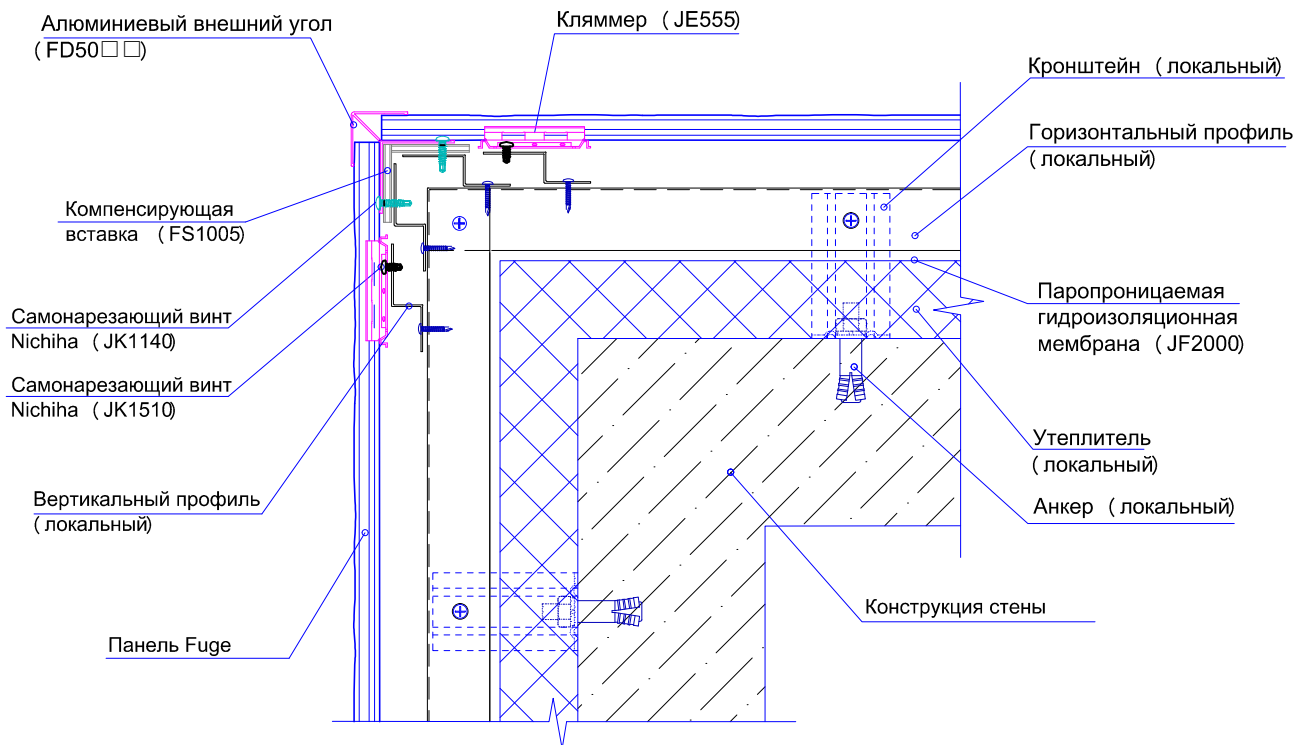 Алюминиевый внешний угол
(FD50□□)
Кляммер (JE555)
Кронштейн (локальный)
Горизонтальный профиль
(локальный)
Компенсирующая
вставка (FS1005)
Паропроницаемая
гидроизоляционная
мембрана (JF2000)
Самонарезающий винт
Nichiha (JK1140)
Самонарезающий винт
Nichiha (JK1510)
Утеплитель
(локальный)
Вертикальный профиль
(локальный)
Анкер (локальный)
Конструкция стены
Панель Fuge